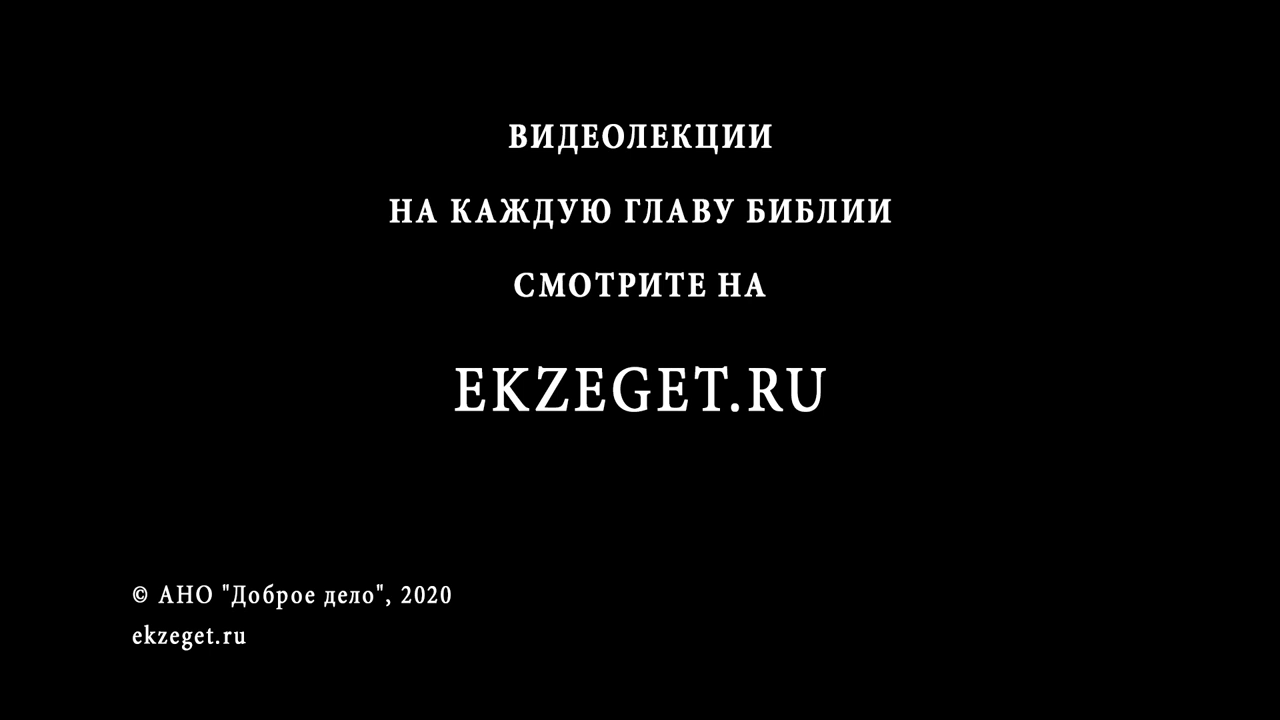 ВИДЕОЛЕКЦИИ
НА КАЖДУЮ ГЛАВУ БИБЛИИ
СМОТРИТЕ НА
EKZEGET.RU
© АНО "Доброе дело", 2020
ekzeget.ru